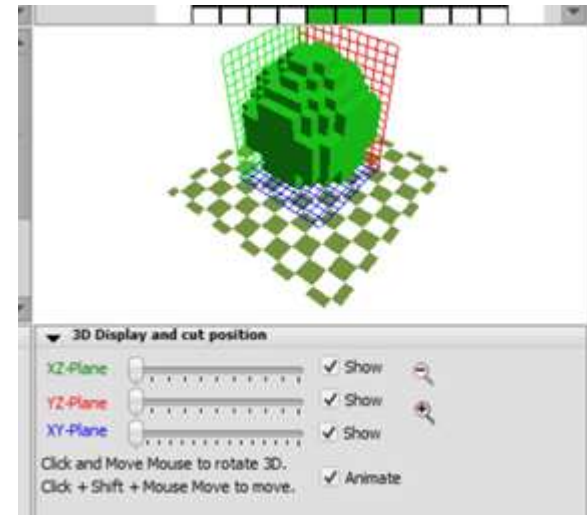 3D Display and cut position
XZ-Plane Show
YZ-Plane Show
XY-Plane Show
Click and Move Mouse to rotate 3D.
Click + Shift + Mouse Move to move. Animate